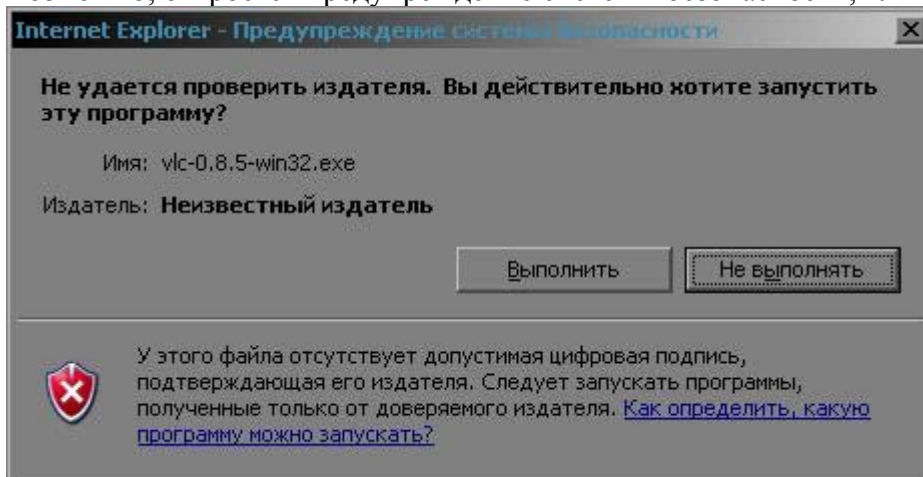 Internet Explorer - Предупреждение системы безопасности
Не удается проверить издателя. Вы действительно хотите запустить
эту программу?
Имя: vlc-0.8.5-win32.exe
Издатель: Неизвестный издатель
Выполнить Не выполнять
У этого файла отсутствует допустимая цифровая подпись,
подтверждающая его издателя. Следует запускать программы,
полученные только от доверяемого издателя. Как определить, какую
программу можно запускать?